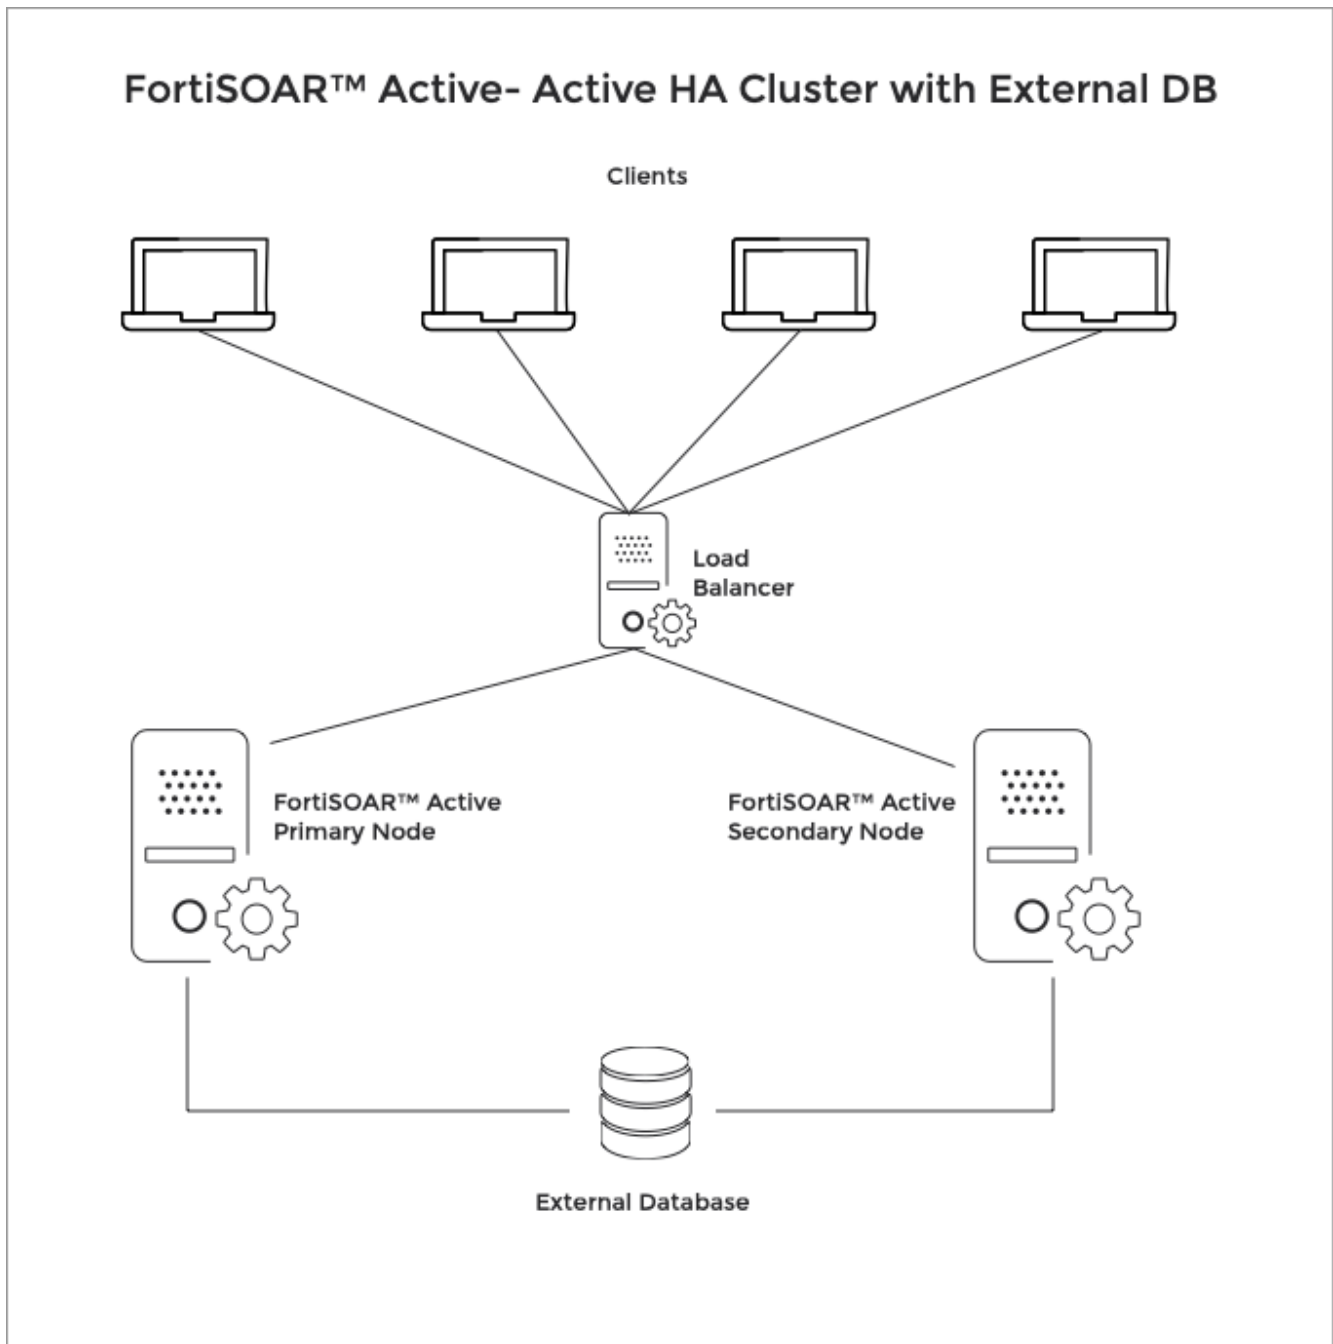 FortiSOAR™ Active- Active HA Cluster with External DB
Clients
Load
Balancer
FortiSOAR™ Active
Primary Node
FortiSOAR™ Active
Secondary Node
External Database